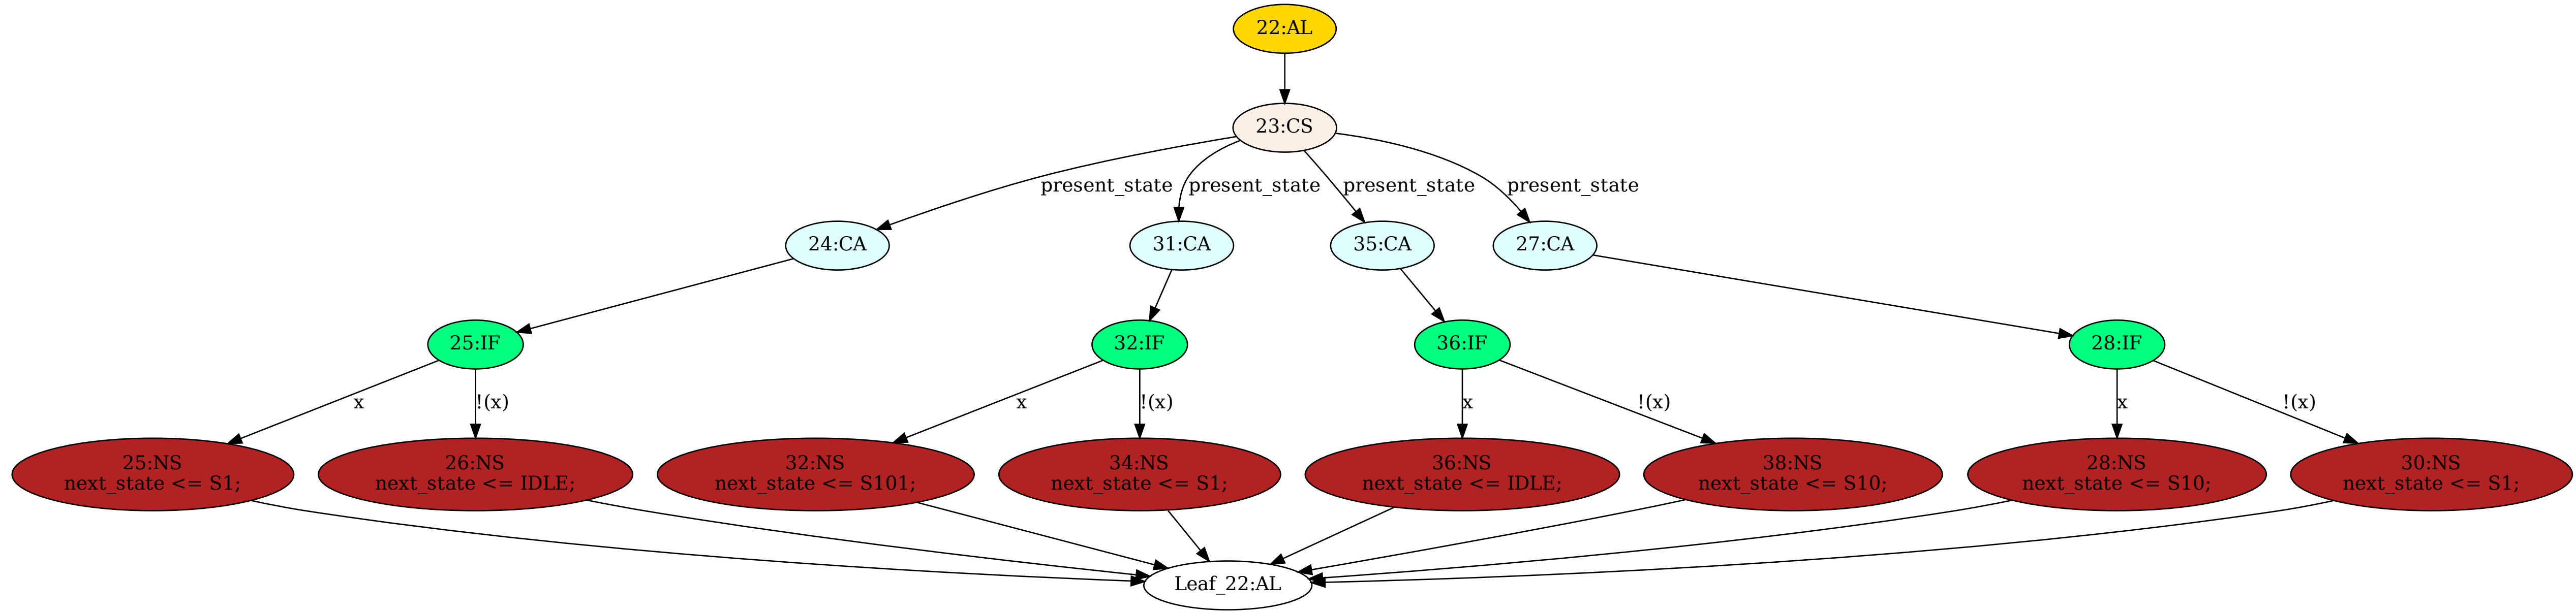 22:AL
23:CS
present_state
present_state
present_state
present_state
24:CA
31:CA
35:CA
27:CA
25:IF
32:IF
36:IF
28:IF
x
!(x)
x
!(x)
x
!(x)
x
!(x)
25:NS
next_state <= S1;
26:NS
next_state <= IDLE;
32:NS
next_state <= S101;
34:NS
next_state <= S1;
36:NS
next_state <= IDLE;
38:NS
next_state <= S10;
28:NS
next_state <= S10;
30:NS
next_state <= S1;
Leaf_22:AL